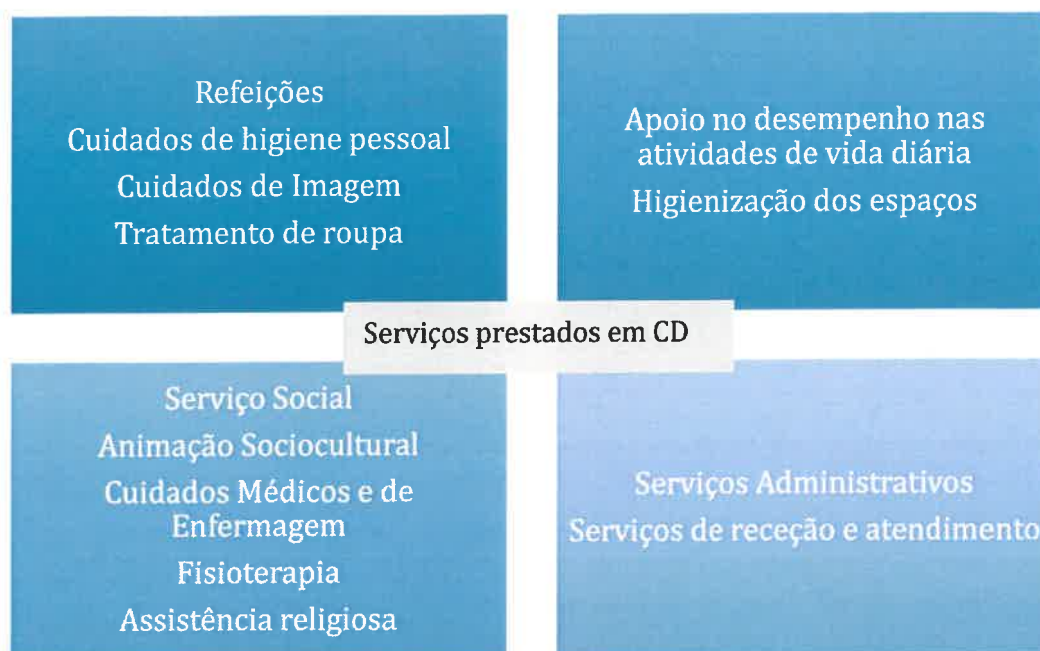 Refeições
Cuidados de higiene pessoal
Cuidados de Imagem
Tratamento de roupa
Apoio no desempenho nas
atividades de vida diária
Higienização dos espaços
Serviços prestados em CD
Serviço Social
Animação Sociocultural
Cuidados Médicos e de
Enfermagem
Fisioterapia
Assistência religiosa
Serviços Administrativos
Serviços de receção e atendimento